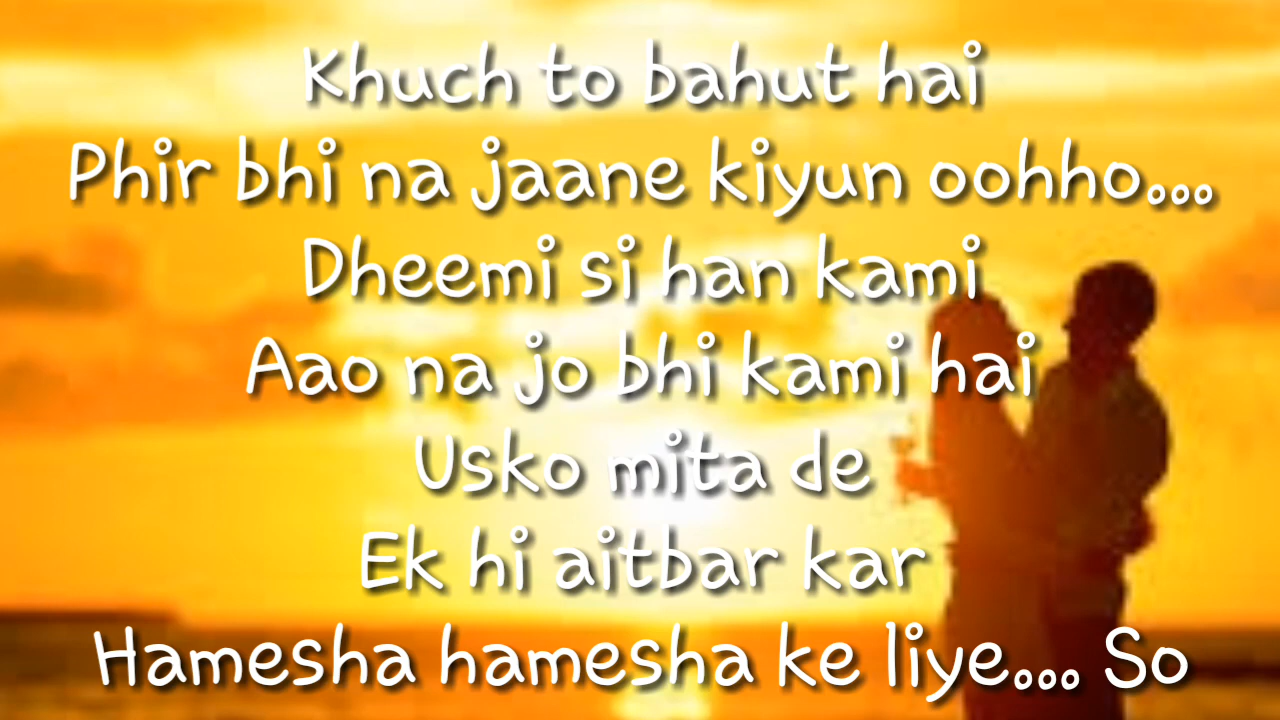 Khuch to bahut hai
Phir bhi na jaane kiyun oohho...
Dheemi si han kami
Aao na jo bhi kami hai
Usko mita de
Ek hi aitbar kar
Hamesha hamesha ke liye... So